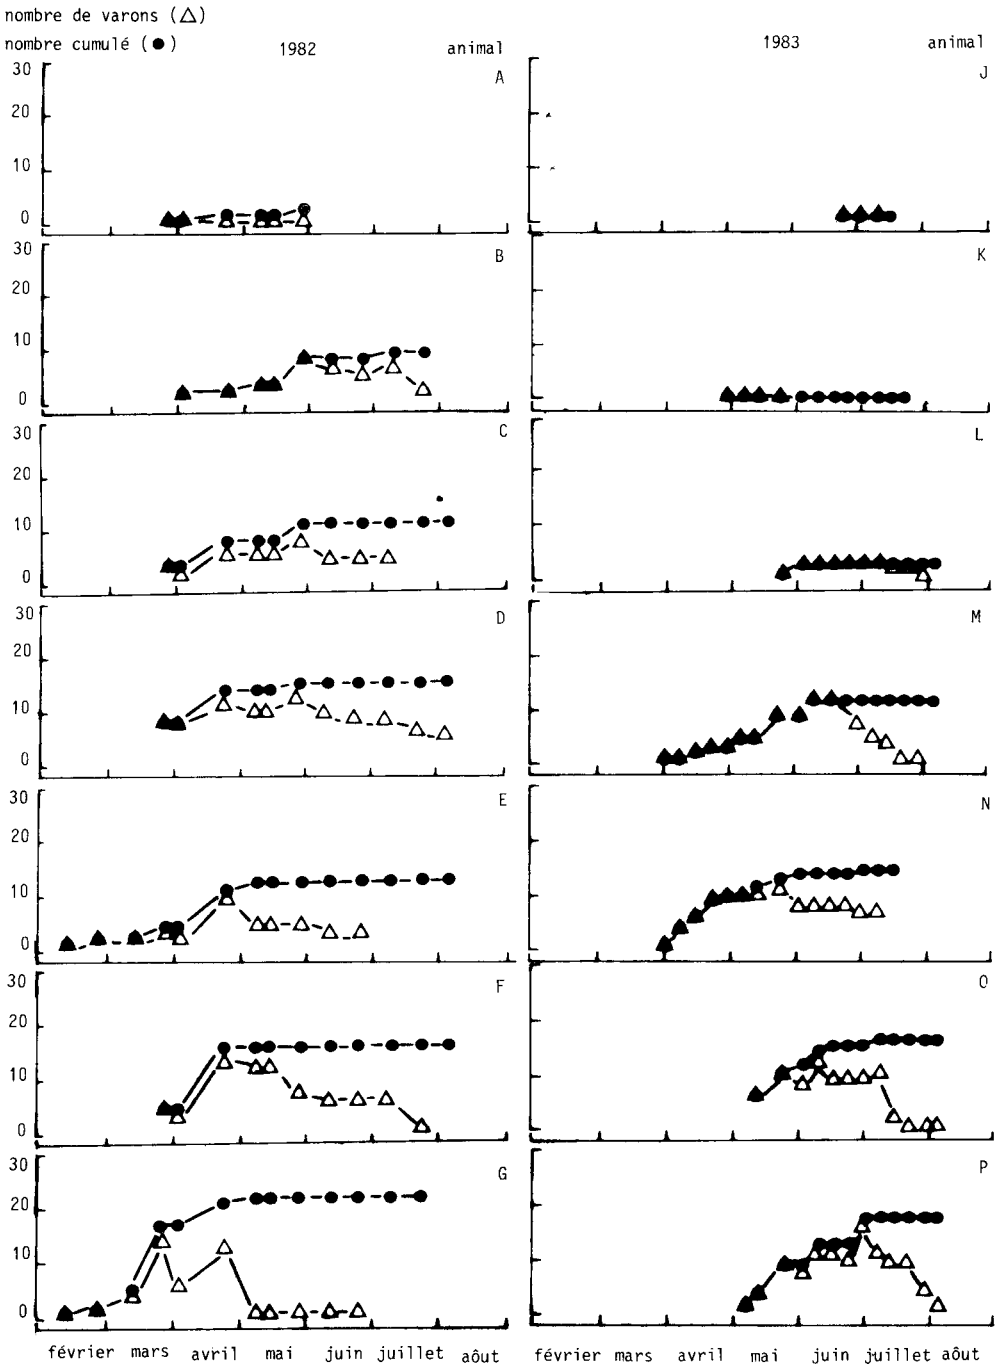 nombre de varons (△)
nombre cumulé (●) 1982 animal 1983 animal
30 A J
20
10
0
30 B K
20
10
0
30 C L
20
10
0
30 D M
20
10
0
30 E N
20
10
0
30 F O
20
10
0
30 G P
20
10
0
février mars avril mai juin juillet aôut février mars avril mai juin juillet aôut